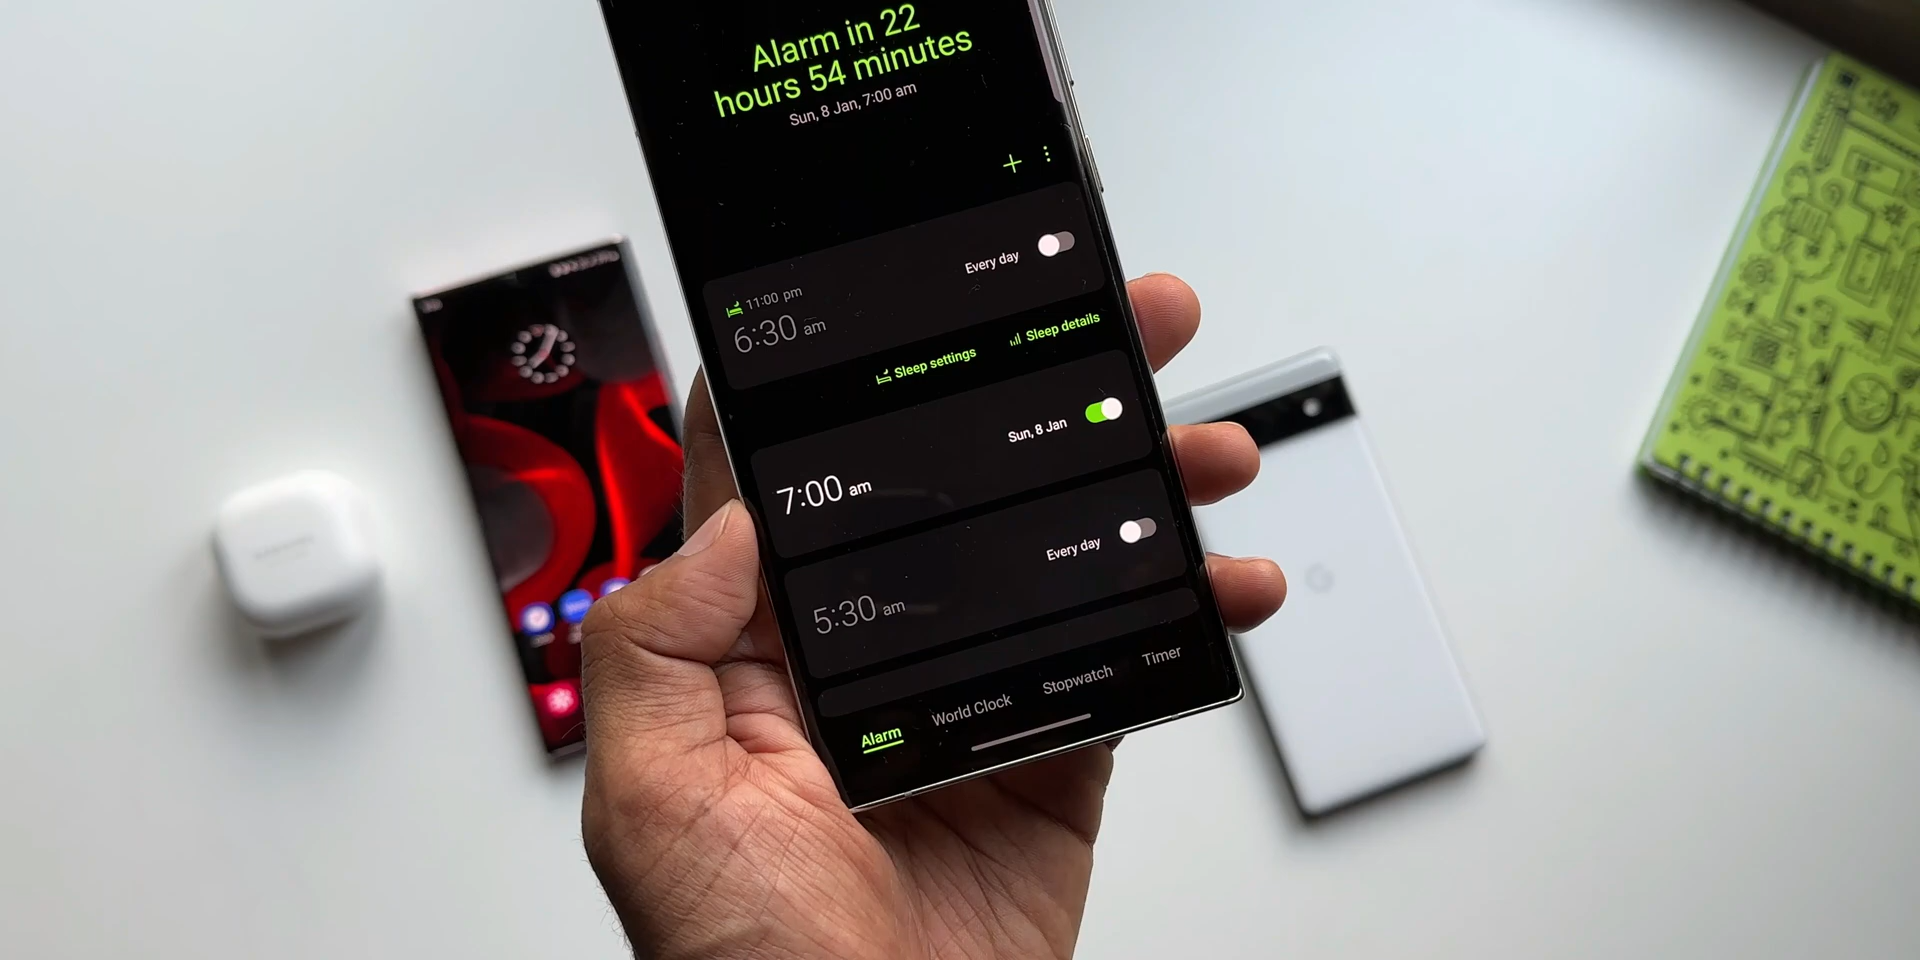 Alarm in 22
hours 54 minutes
Sun, 8 Jan, 7:00 am
11:00 pm
6:30 am
Every day
Sleep settings
Sleep details
7:00 am
Sun, 8 Jan
5:30 am
Every day
Alarm
World Clock
Stopwatch
Timer